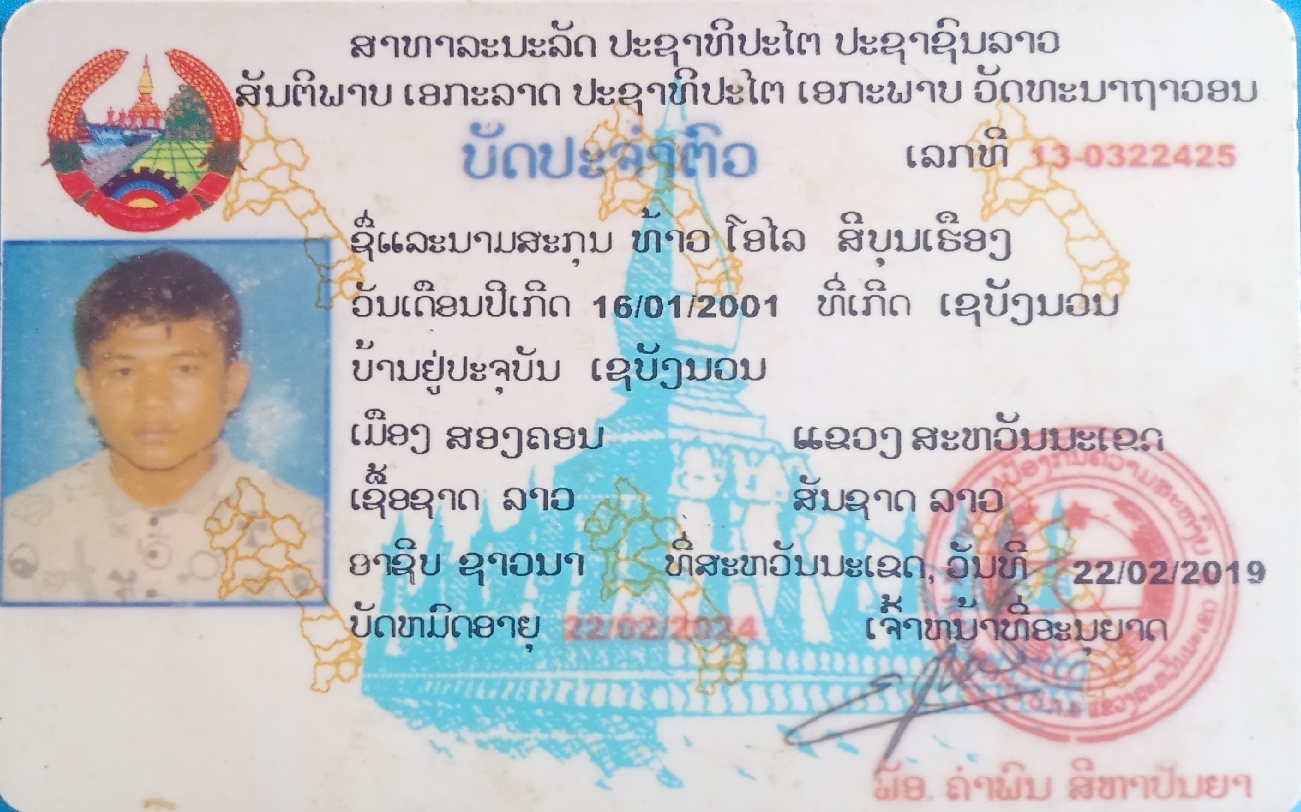 ສາທາລະນະລັດ ປະຊາທິປະໄຕ ປະຊາຊົນລາວ
ສັນຕິພາບ ເອກະລາດ ປະຊາທິປະໄຕ ເອກະພາບ ວັດທະນາຖາວອນ
ບັດປະຈຳຕົວ ເລກທີ 13-0322425
ຊື່ແລະນາມສະກຸນ ທ້າວ ໂອໄລ ສີບຸນເຮືອງ
ວັນເດືອນປີເກີດ 16/01/2001 ທີ່ເກີດ ເຊບັງນວນ
ບ້ານຢູ່ປະຈຸບັນ ເຊບັງນວນ
ເມືອງ ສອງຄອນ ແຂວງ ສະຫວັນນະເຂດ
ເຊື້ອຊາດ ລາວ ສັນຊາດ ລາວ
ອາຊີບ ຊາວນາ ທີ່ສະຫວັນນະເຂດ, ວັນທີ 22/02/2019
ບັດຫມົດອາຍຸ 22/02/2024 ເຈົ້າຫນ້າທີ່ອະນຸຍາດ
ພັອ. ຄຳພົນ ສີຫາປັນຍາ